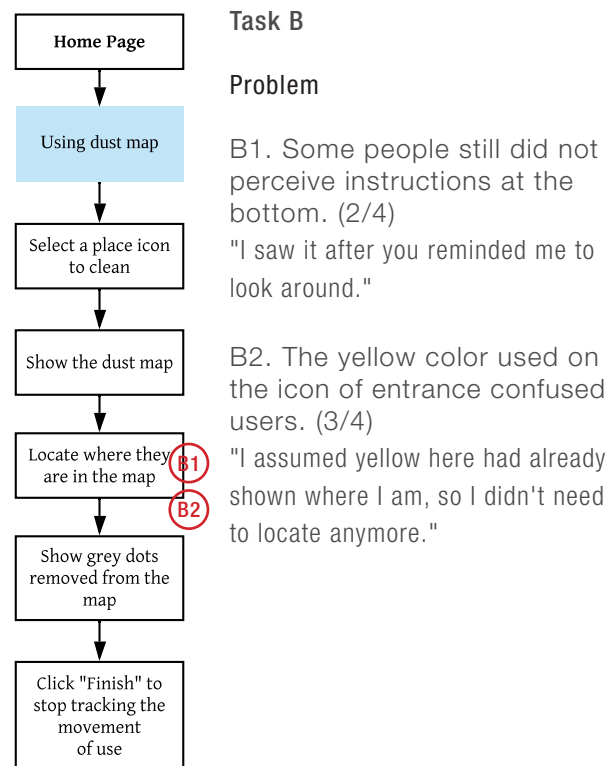 Home Page
Using dust map
Select a place icon
to clean
Show the dust map
Locate where they
are in the map
B1
B2
Show grey dots
removed from the
map
Click "Finish" to
stop tracking the
movement
of use
Task B
Problem
B1. Some people still did not
perceive instructions at the
bottom. (2/4)
"I saw it after you reminded me to
look around."
B2. The yellow color used on
the icon of entrance confused
users. (3/4)
"I assumed yellow here had already
shown where I am, so I didn't need
to locate anymore."